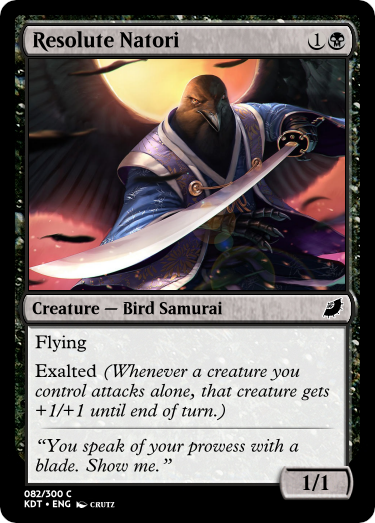 Resolute Natori 1
Creature — Bird Samurai
Flying
Exalted (Whenever a creature you
control attacks alone, that creature gets
+1/+1 until end of turn.)
“You speak of your prowess with a
blade. Show me.”
1/1
082/300 C
KDT • ENG CRUTZ